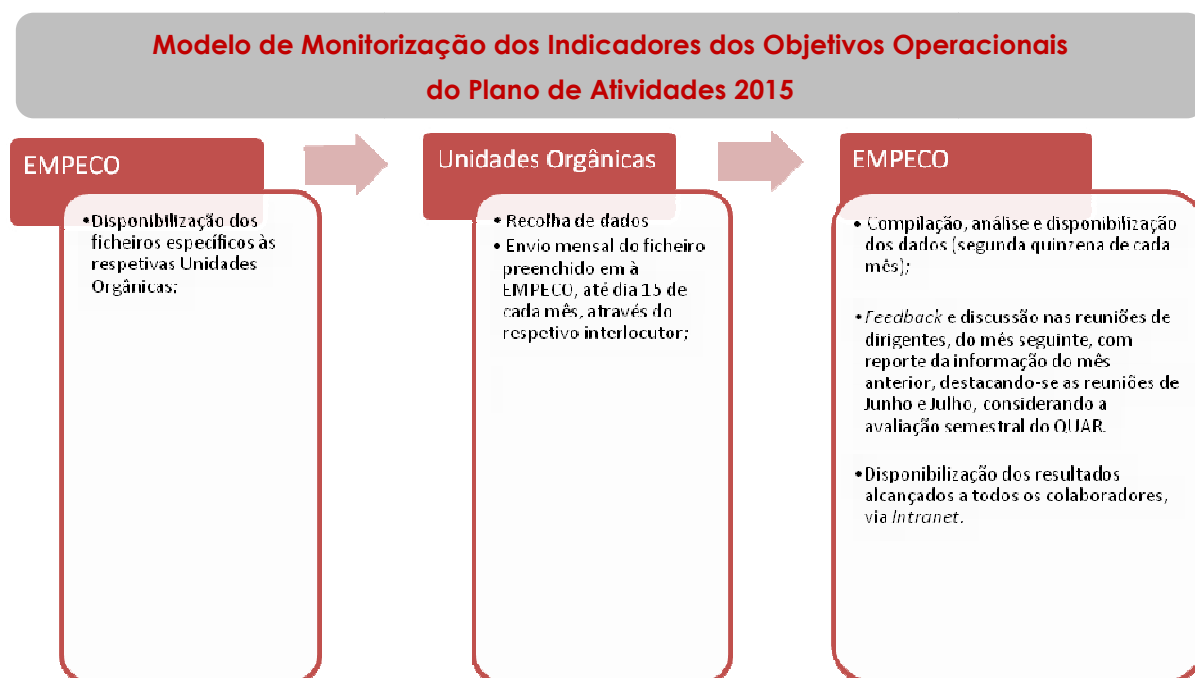 Modelo de Monitorização dos Indicadores dos Objetivos Operacionais
do Plano de Atividades 2015
EMPECO
•Disponibilização dos
ficheiros específicos às
respetivas Unidades
Orgânicas;
Unidades Orgânicas
• Recolha de dados
• Envio mensal do ficheiro
preenchido em à
EMPECO, até dia 15 de
cada mês, através do
respetivo interlocutor;
EMPECO
• Compilação, análise e disponibilização
dos dados (segunda quinzena de cada
mês);
•Feedback e discussão nas reuniões de
dirigentes, do mês seguinte, com
reporte da informação do mês
anterior, destacando-se as reuniões de
Junho e Julho, considerando a
avaliação semestral do QUAR.
•Disponibilização dos resultados
alcançados a todos os colaboradores,
via Intranet.